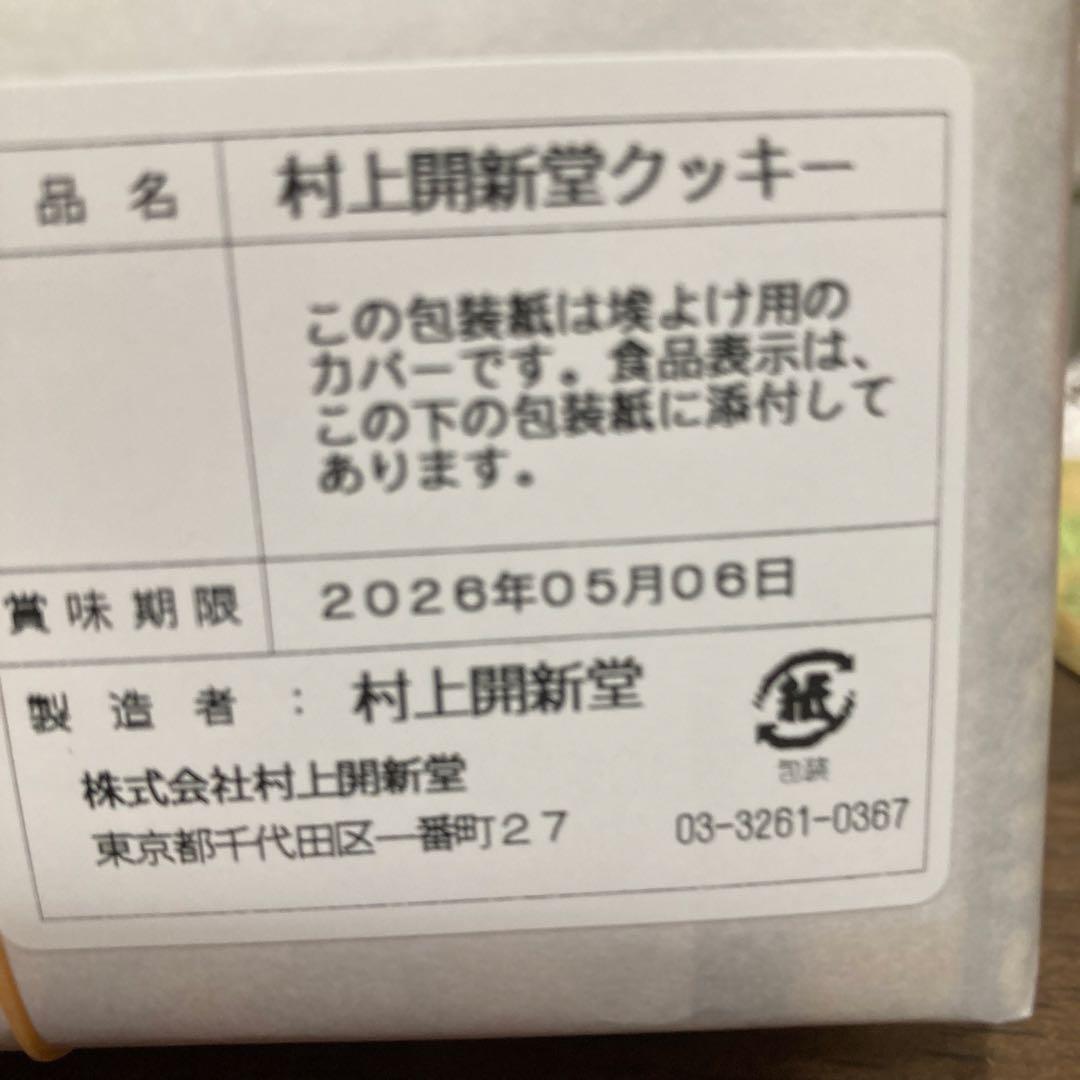 品名 村上開新堂クッキー
この包装紙は埃よけ用の
カバーです。食品表示は、
この下の包装紙に添付して
あります。
賞味期限 2026年05月06日
製造者：村上開新堂
紙
包装
株式会社村上開新堂
東京都千代田区一番町27 03-3261-0367